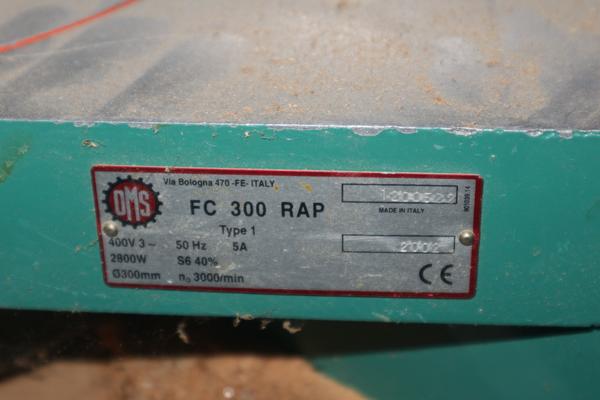 OMS
Via Bologna 470 -FE- ITALY
FC 300 RAP
Type 1
MADE IN ITALY
400V 3~ 50 Hz 5A
2002
2800W S6 40%
Ø300mm n₀ 3000/min
CE